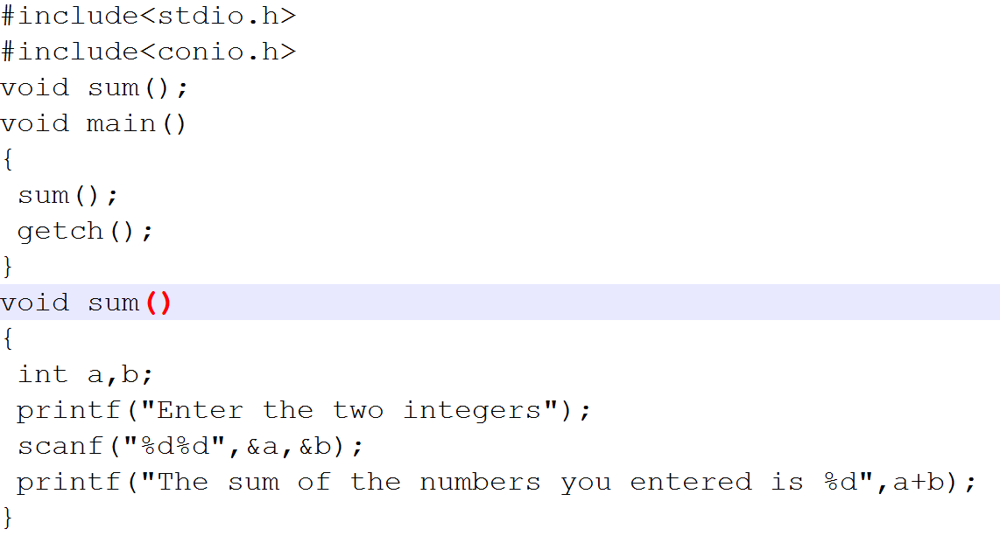 #include<stdio.h>
#include<conio.h>
void sum();
void main()
{
 sum();
 getch();
}
void sum()
{
 int a,b;
 printf("Enter the two integers");
 scanf("%d%d",&a,&b);
 printf("The sum of the numbers you entered is %d",a+b);
}